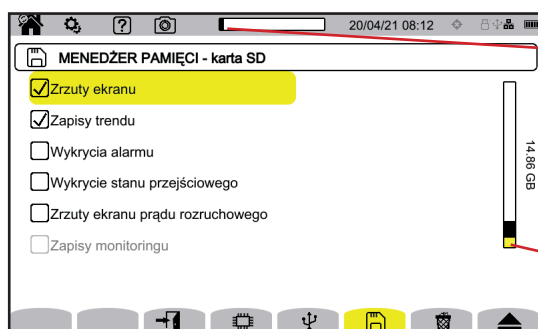 ?
20/04/21 08:12
MENEDŻER PAMIĘCI - karta SD
Zrzuty ekranu
Zapisy trendu
Wykrycia alarmu
Wykrycie stanu przejściowego
Zrzuty ekranu prądu rozruchowego
Zapisy monitoringu
14.86 GB